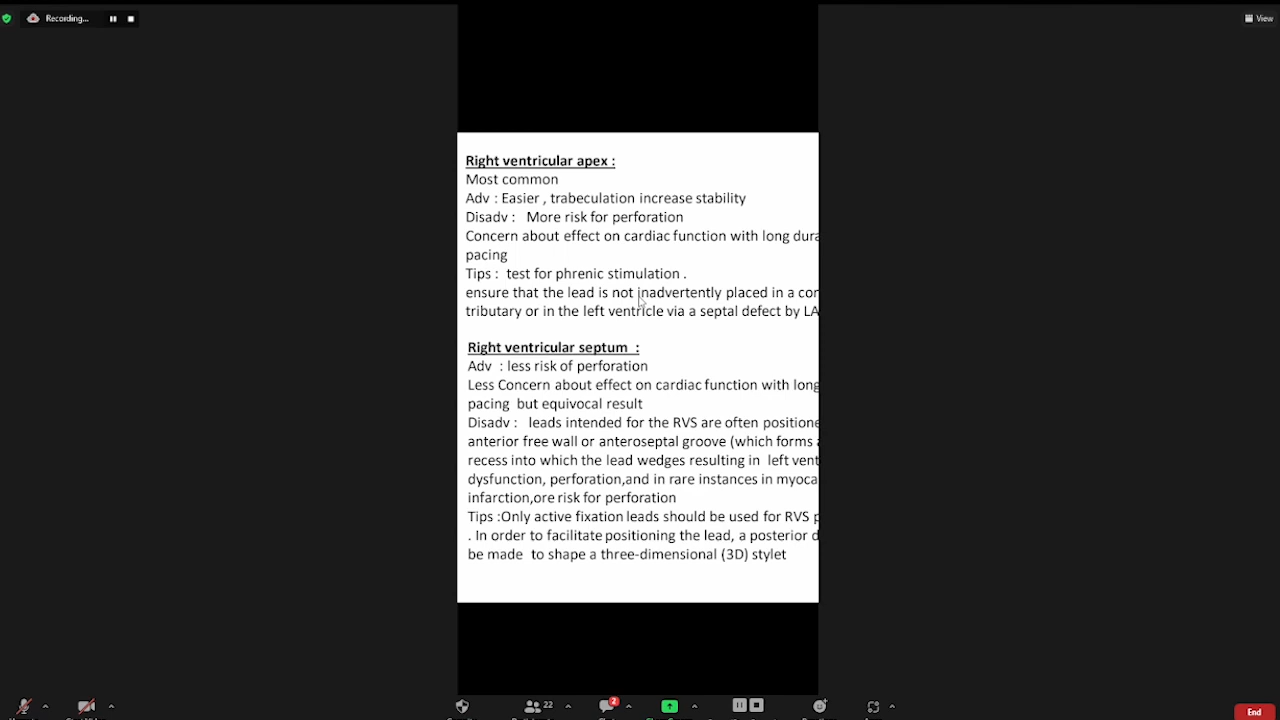 Recording...
View
Right ventricular apex :
Most common
Adv : Easier , trabeculation increase stability
Disadv : More risk for perforation
Concern about effect on cardiac function with long dura
pacing
Tips : test for phrenic stimulation .
ensure that the lead is not inadvertently placed in a cor
tributary or in the left ventricle via a septal defect by LA
Right ventricular septum :
Adv : less risk of perforation
Less Concern about effect on cardiac function with long
pacing but equivocal result
Disadv : leads intended for the RVS are often positione
anterior free wall or anteroseptal groove (which forms a
recess into which the lead wedges resulting in left vent
dysfunction, perforation,and in rare instances in myoca
infarction,ore risk for perforation
Tips :Only active fixation leads should be used for RVS p
. In order to facilitate positioning the lead, a posterior d
be made to shape a three-dimensional (3D) stylet
22
2
End